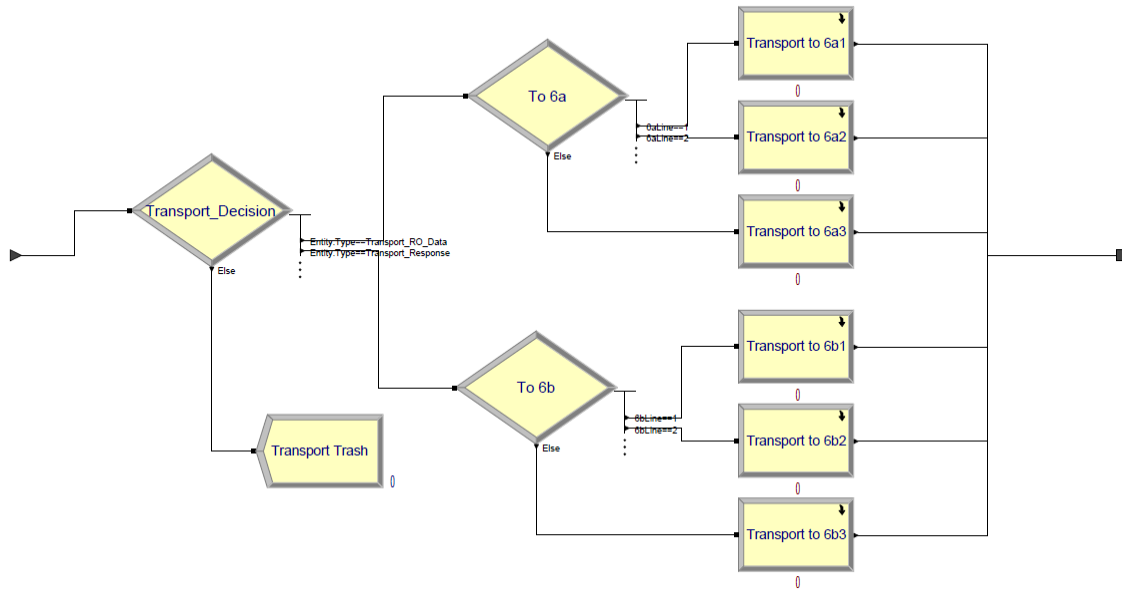 Transport to 6a1
0
To 6a
6aLine==1
6aLine==2
Else
Transport to 6a2
0
Transport_Decision
Entity.Type==Transport_RO_Data
Entity.Type==Transport_Response
Else
Transport to 6a3
0
Transport to 6b1
0
To 6b
6bLine==1
6bLine==2
Else
Transport to 6b2
0
Transport Trash
0
Transport to 6b3
0